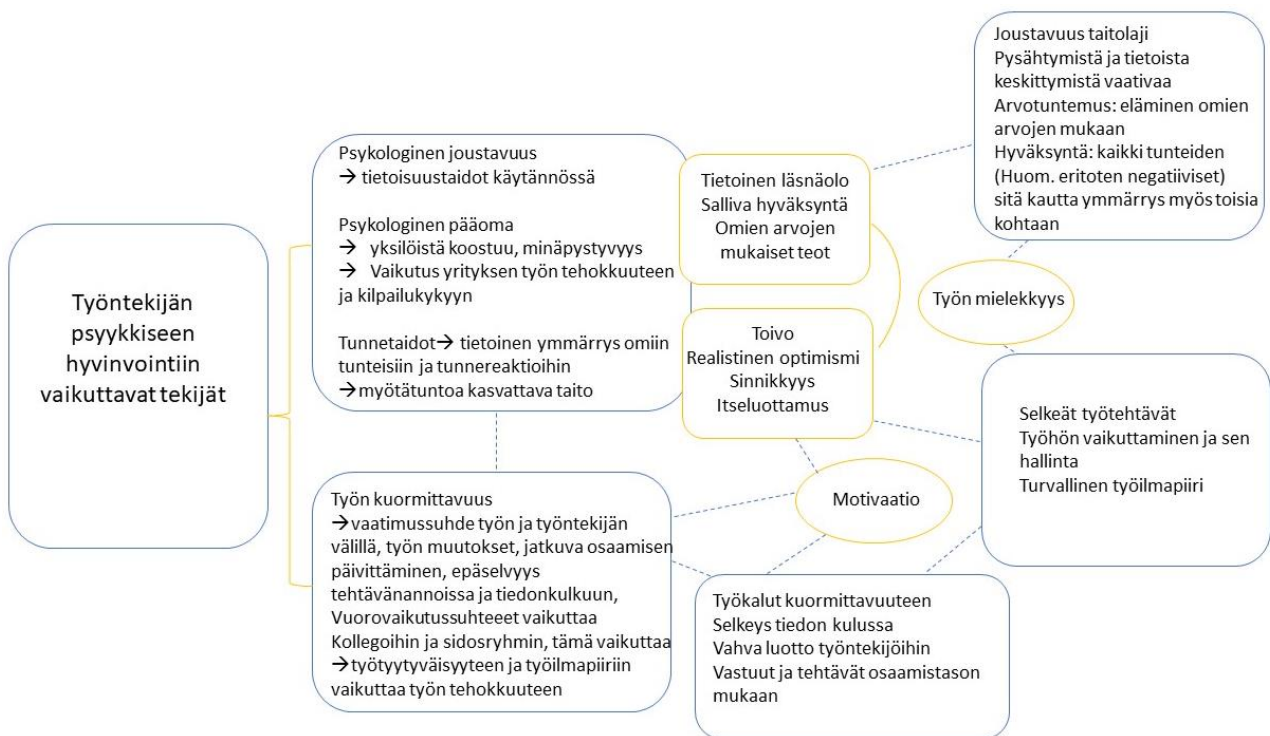 Työntekijän
psyykkiseen
hyvinvointiin
vaikuttavat tekijät
Psykologinen joustavuus
→ tietoisuustaidot käytännössä
Psykologinen pääoma
→ yksilöistä koostuu, minäpystyvyys
→ Vaikutus yrityksen työn tehokkuuteen
ja kilpailukykyyn
Tunnetaidot→ tietoinen ymmärrys omiin
tunteisiin ja tunnereaktioihin
→myötätuntoa kasvattava taito
Työn kuormittavuus
→vaatimussuhde työn ja työntekijän
välillä, työn muutokset, jatkuva osaamisen
päivittäminen, epäselvyys
tehtävänannoissa ja tiedonkulkuun,
Vuorovaikutussuhteeet vaikuttaa
Kollegoihin ja sidosryhmin, tämä vaikuttaa
→työtyytyväisyyteen ja työilmapiiriin
vaikuttaa työn tehokkuuteen
Tietoinen läsnäolo
Salliva hyväksyntä
Omien arvojen
mukaiset teot
Toivo
Realistinen optimismi
Sinnikkyys
Itseluottamus
Motivaatio
Työkalut kuormittavuuteen
Selkeys tiedon kulussa
Vahva luotto työntekijöihin
Vastuut ja tehtävät osaamistason
mukaan
Joustavuus taitolaji
Pysähtymistä ja tietoista
keskittymistä vaativaa
Arvotuntemus: eläminen omien
arvojen mukaan
Hyväksyntä: kaikki tunteiden
(Huom. eritoten negatiiviset)
sitä kautta ymmärrys myös toisia
kohtaan
Työn mielekkyys
Selkeät työtehtävät
Työhön vaikuttaminen ja sen
hallinta
Turvallinen työilmapiiri